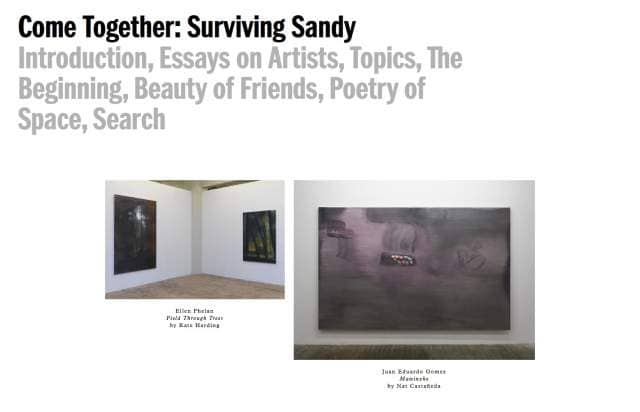 Come Together: Surviving Sandy
Introduction, Essays on Artists, Topics, The
Beginning, Beauty of Friends, Poetry of
Space, Search
Ellen Phelan
Field Through Trees
by Kate Harding
Juan Eduardo Gomez
by Nat Castañeda